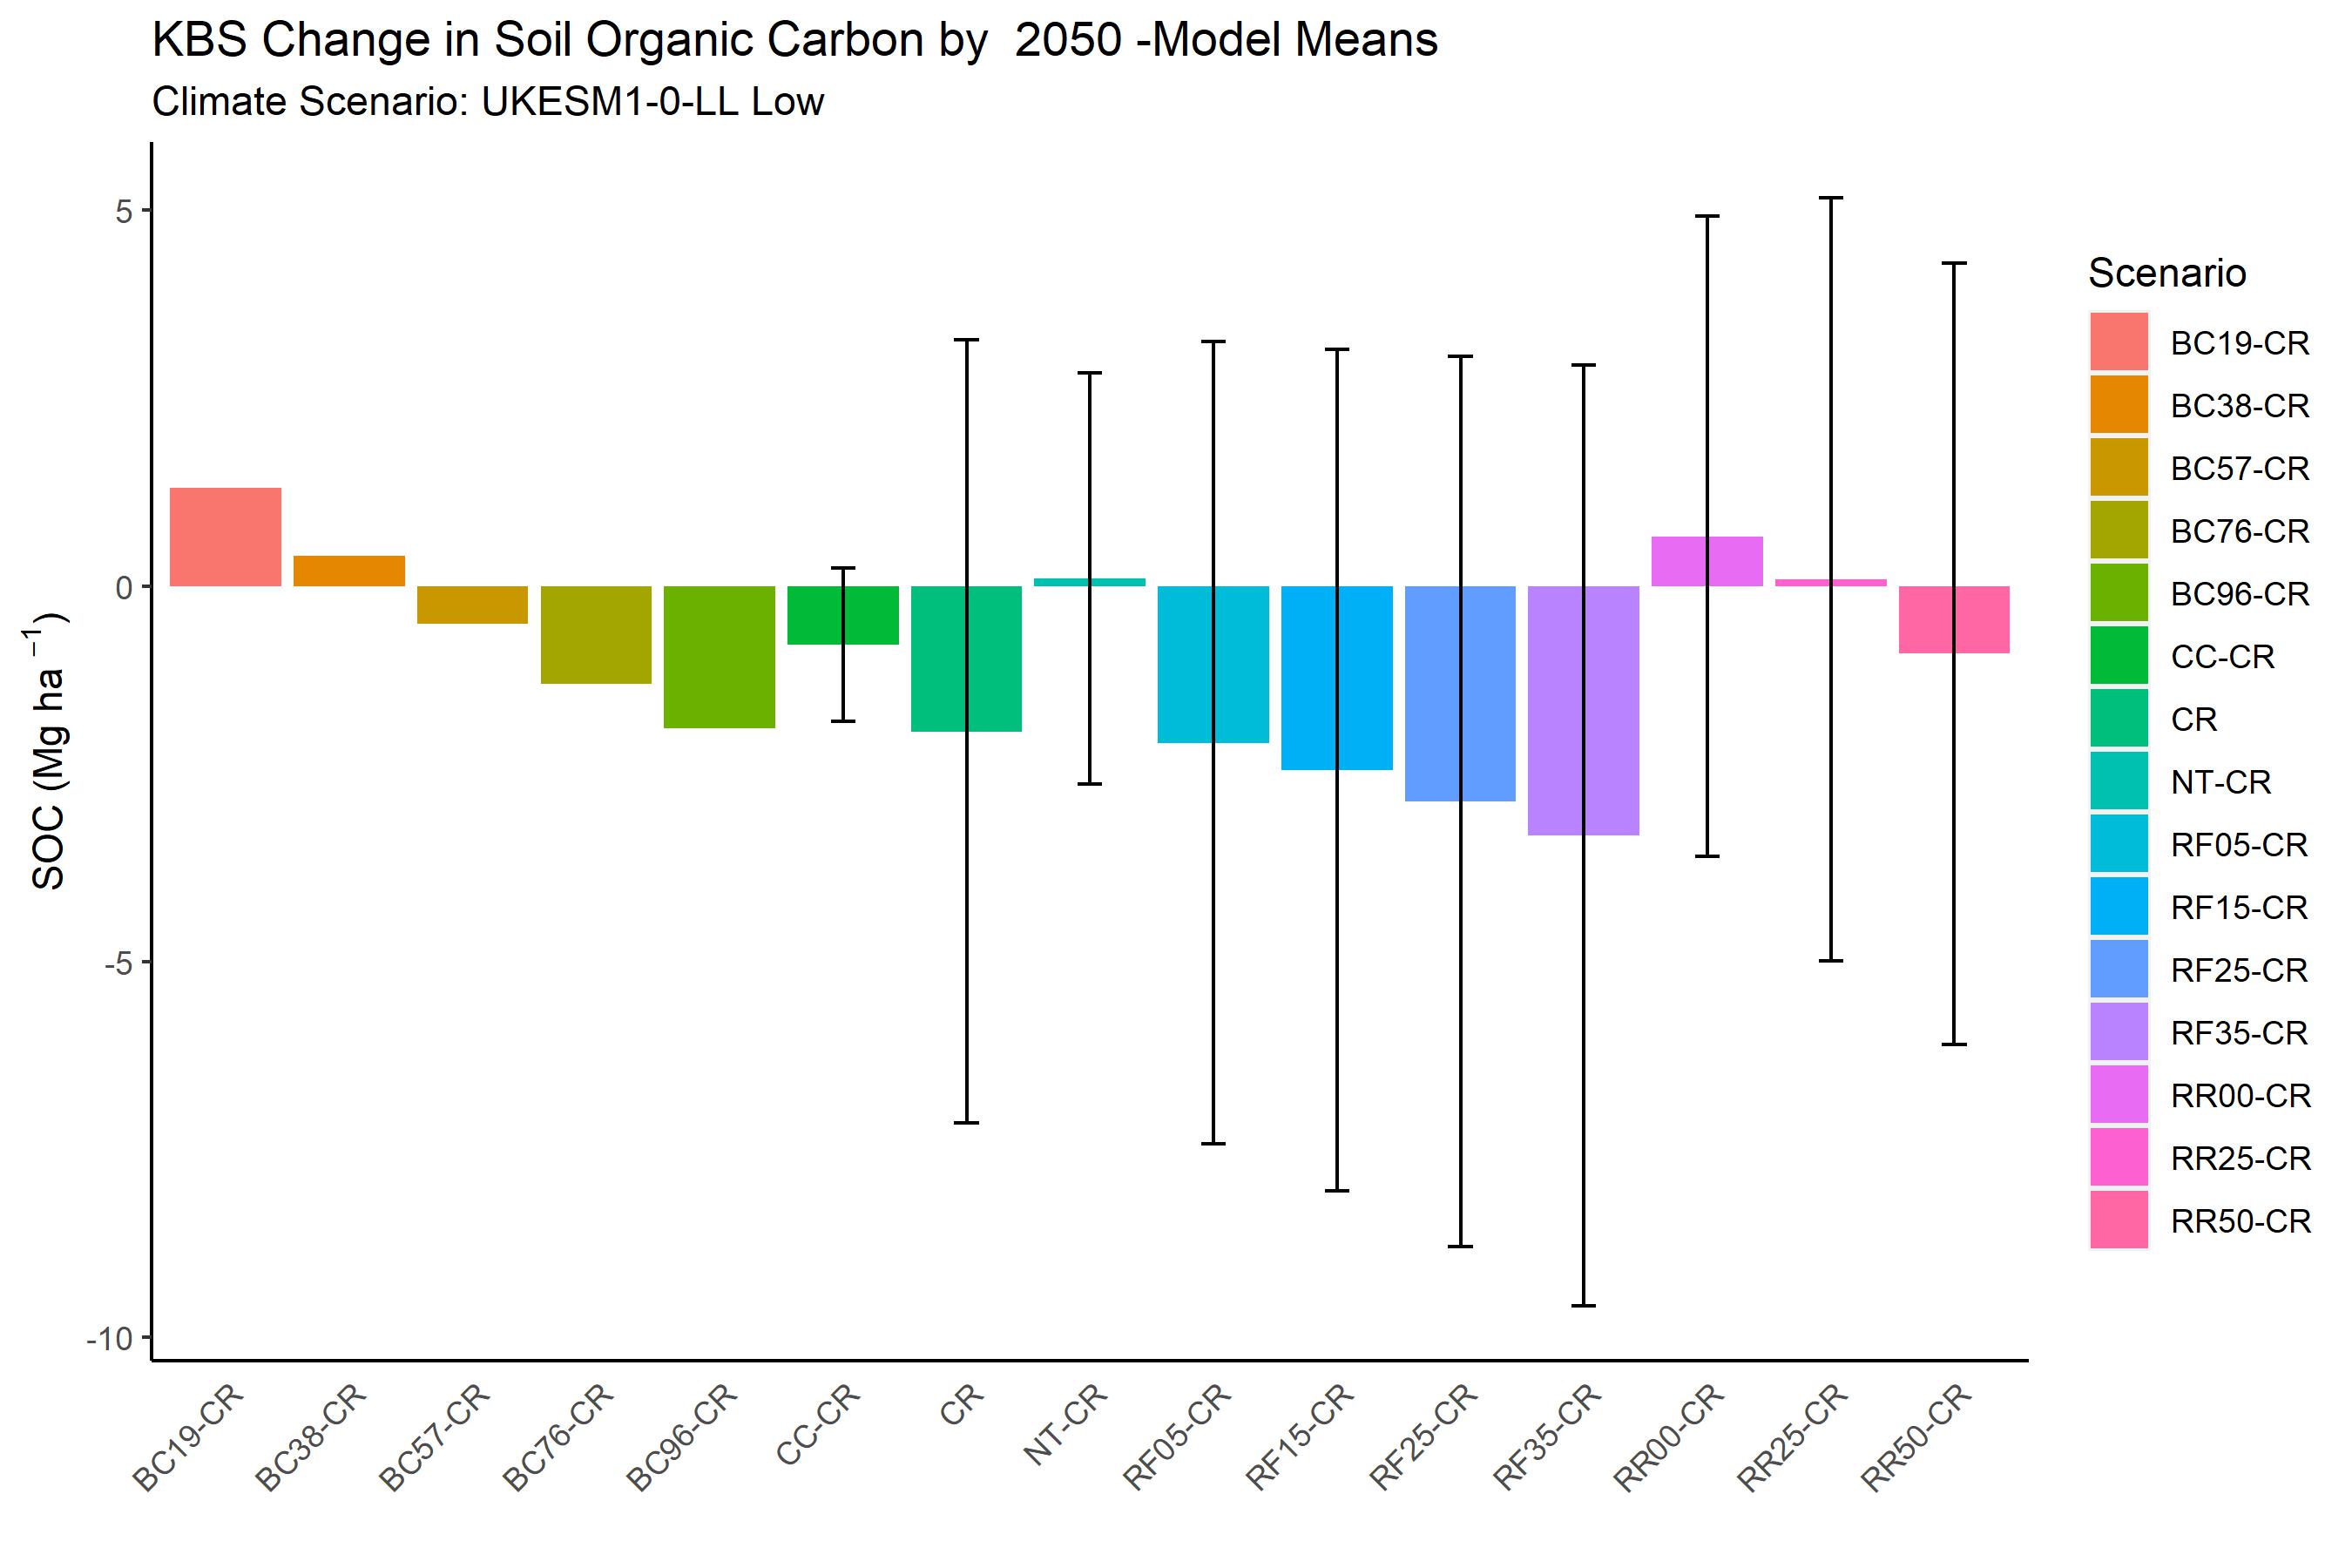 KBS Change in Soil Organic Carbon by  2050 -Model Means
Climate Scenario: UKESM1-0-LL Low
SOC (Mg ha −1)
5
0
-5
-10
BC19-CR
BC38-CR
BC57-CR
BC76-CR
BC96-CR
CC-CR
CR
NT-CR
RF05-CR
RF15-CR
RF25-CR
RF35-CR
RR00-CR
RR25-CR
RR50-CR
Scenario
BC19-CR
BC38-CR
BC57-CR
BC76-CR
BC96-CR
CC-CR
CR
NT-CR
RF05-CR
RF15-CR
RF25-CR
RF35-CR
RR00-CR
RR25-CR
RR50-CR